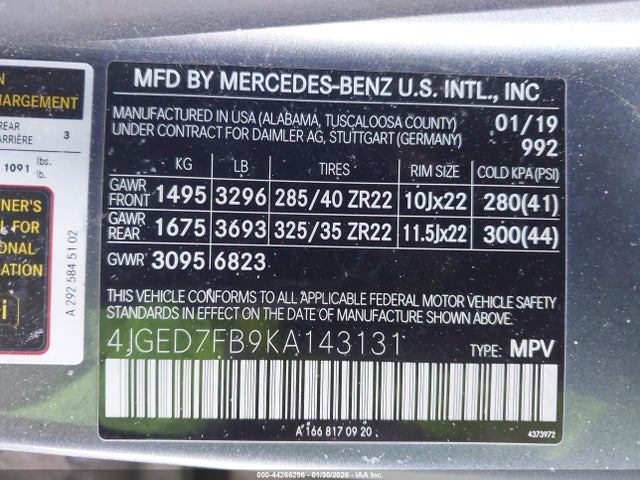 MFD BY MERCEDES-BENZ U.S. INTL., INC
MANUFACTURED IN USA (ALABAMA, TUSCALOOSA COUNTY) 01/19
UNDER CONTRACT FOR DAIMLER AG, STUTTGART (GERMANY) 992
KG LB TIRES RIM SIZE COLD KPA (PSI)
GAWR FRONT 1495 3296 285/40 ZR22 10Jx22 280(41)
GAWR REAR 1675 3693 325/35 ZR22 11.5Jx22 300(44)
GVWR 3095 6823
THIS VEHICLE CONFORMS TO ALL APPLICABLE FEDERAL MOTOR VEHICLE SAFETY
STANDARDS IN EFFECT ON THE DATE OF MANUFACTURE SHOWN ABOVE.
4JGED7FB9KA143131 TYPE: MPV
A 166 817 09 20
4373972
HARGEMENT
REAR
ARRIÈRE 3
1091 lbs.
lb.
WNER'S
FOR
ONAL
ATION
A 292 584 51 02
000-44266296 - 01/30/2026 - IAA Inc.